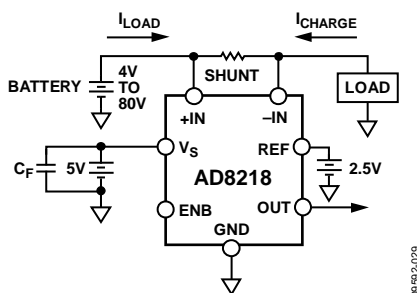 ILOAD
ICHARGE
BATTERY
4V
TO
80V
SHUNT
LOAD
+IN
–IN
VS
REF
CF
5V
AD8218
2.5V
ENB
OUT
GND
09592-029